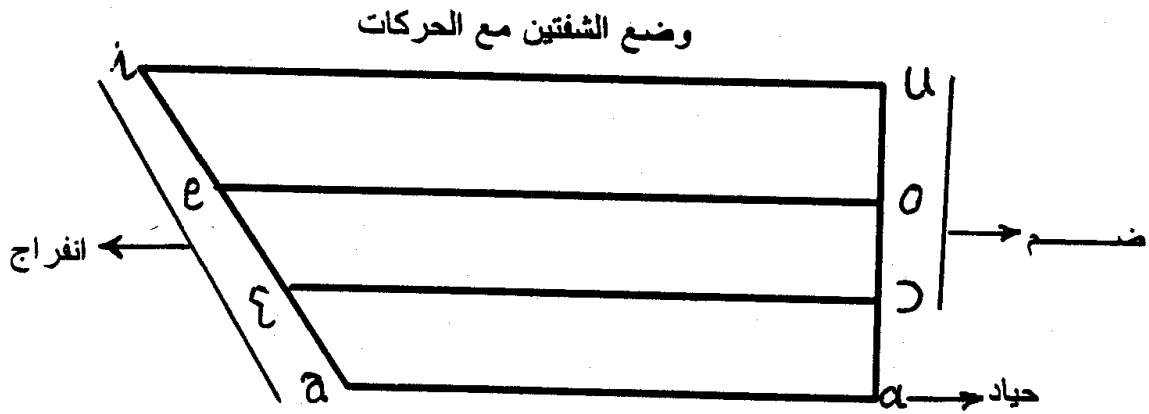 وضع الشفتين مع الحركات
i u
e o
انفراج ضم
ε ɔ
a ɑ حياد